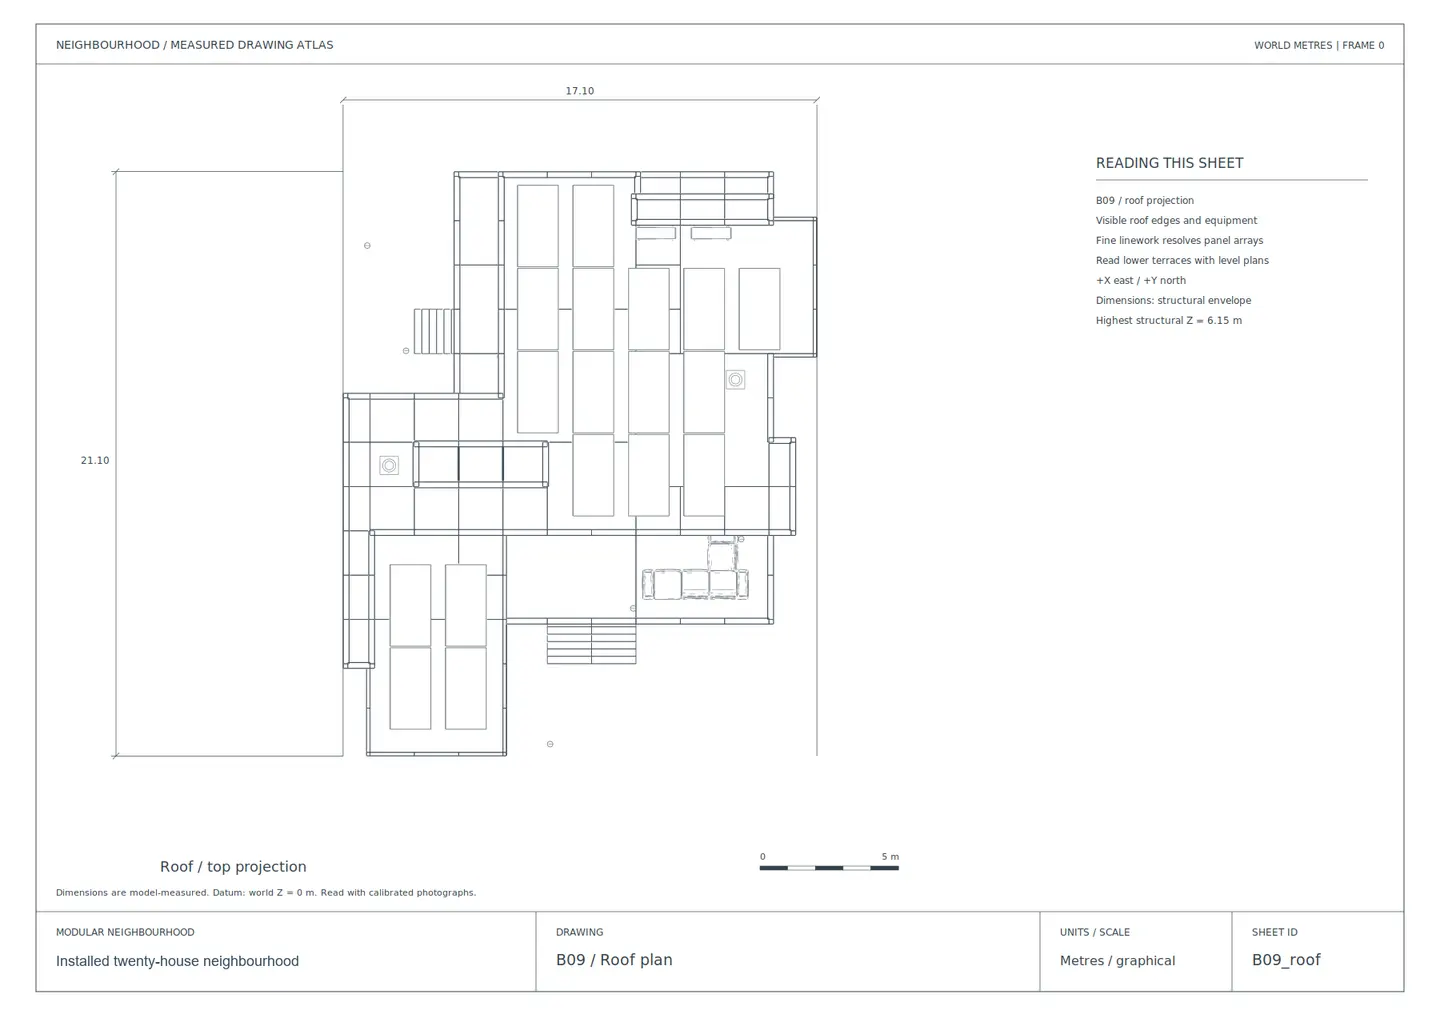 NEIGHBOURHOOD / MEASURED DRAWING ATLAS
WORLD METRES | FRAME 0
17.10
21.10
READING THIS SHEET
B09 / roof projection
Visible roof edges and equipment
Fine linework resolves panel arrays
Read lower terraces with level plans
+X east / +Y north
Dimensions: structural envelope
Highest structural Z = 6.15 m
0
5 m
Roof / top projection
Dimensions are model-measured. Datum: world Z = 0 m. Read with calibrated photographs.
MODULAR NEIGHBOURHOOD
Installed twenty-house neighbourhood
DRAWING
B09 / Roof plan
UNITS / SCALE
Metres / graphical
SHEET ID
B09_roof